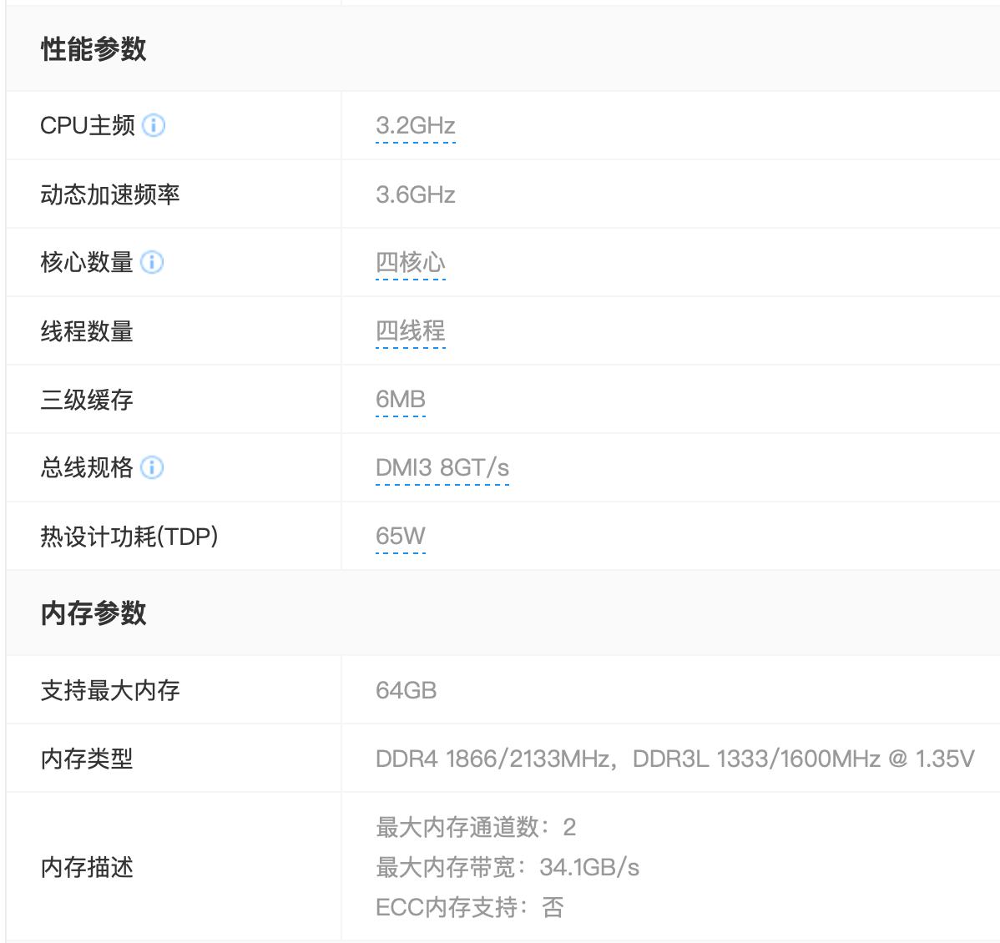 性能参数
CPU主频
3.2GHz
动态加速频率
3.6GHz
核心数量
四核心
线程数量
四线程
三级缓存
6MB
总线规格
DMI3 8GT/s
热设计功耗(TDP)
65W
内存参数
支持最大内存
64GB
内存类型
DDR4 1866/2133MHz，DDR3L 1333/1600MHz @ 1.35V
内存描述
最大内存通道数：2
最大内存带宽：34.1GB/s
ECC内存支持：否